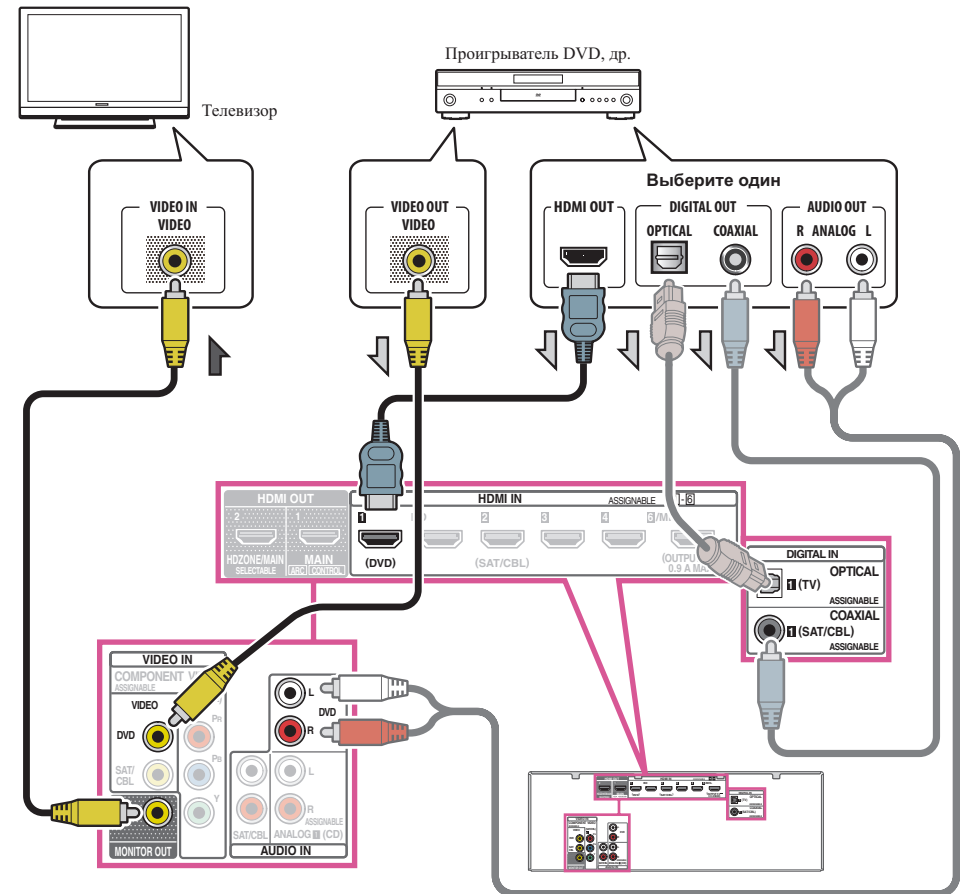 Проигрыватель DVD, др.
Телевизор
Выберите один
VIDEO IN
VIDEO
VIDEO OUT
VIDEO
HDMI OUT
DIGITAL OUT
OPTICAL COAXIAL
AUDIO OUT
R ANALOG L
HDMI OUT
2 1
HDZONE/MAIN
SELECTABLE
MAIN
ARC CONTROL
HDMI IN
ASSIGNABLE - 6
1 2 3 4 6
(DVD)
(SAT/CBL)
0.9 A
DIGITAL IN
OPTICAL
1 (TV)
ASSIGNABLE
COAXIAL
1 (SAT/CBL)
ASSIGNABLE
VIDEO IN
COMPONENT
ASSIGNABLE
VIDEO
DVD
SAT/
CBL
MONITOR OUT
PR
PB
Y
L
DVD
R
L
R
ASSIGNABLE
SAT/CBL ANALOG 1 (CD)
AUDIO IN